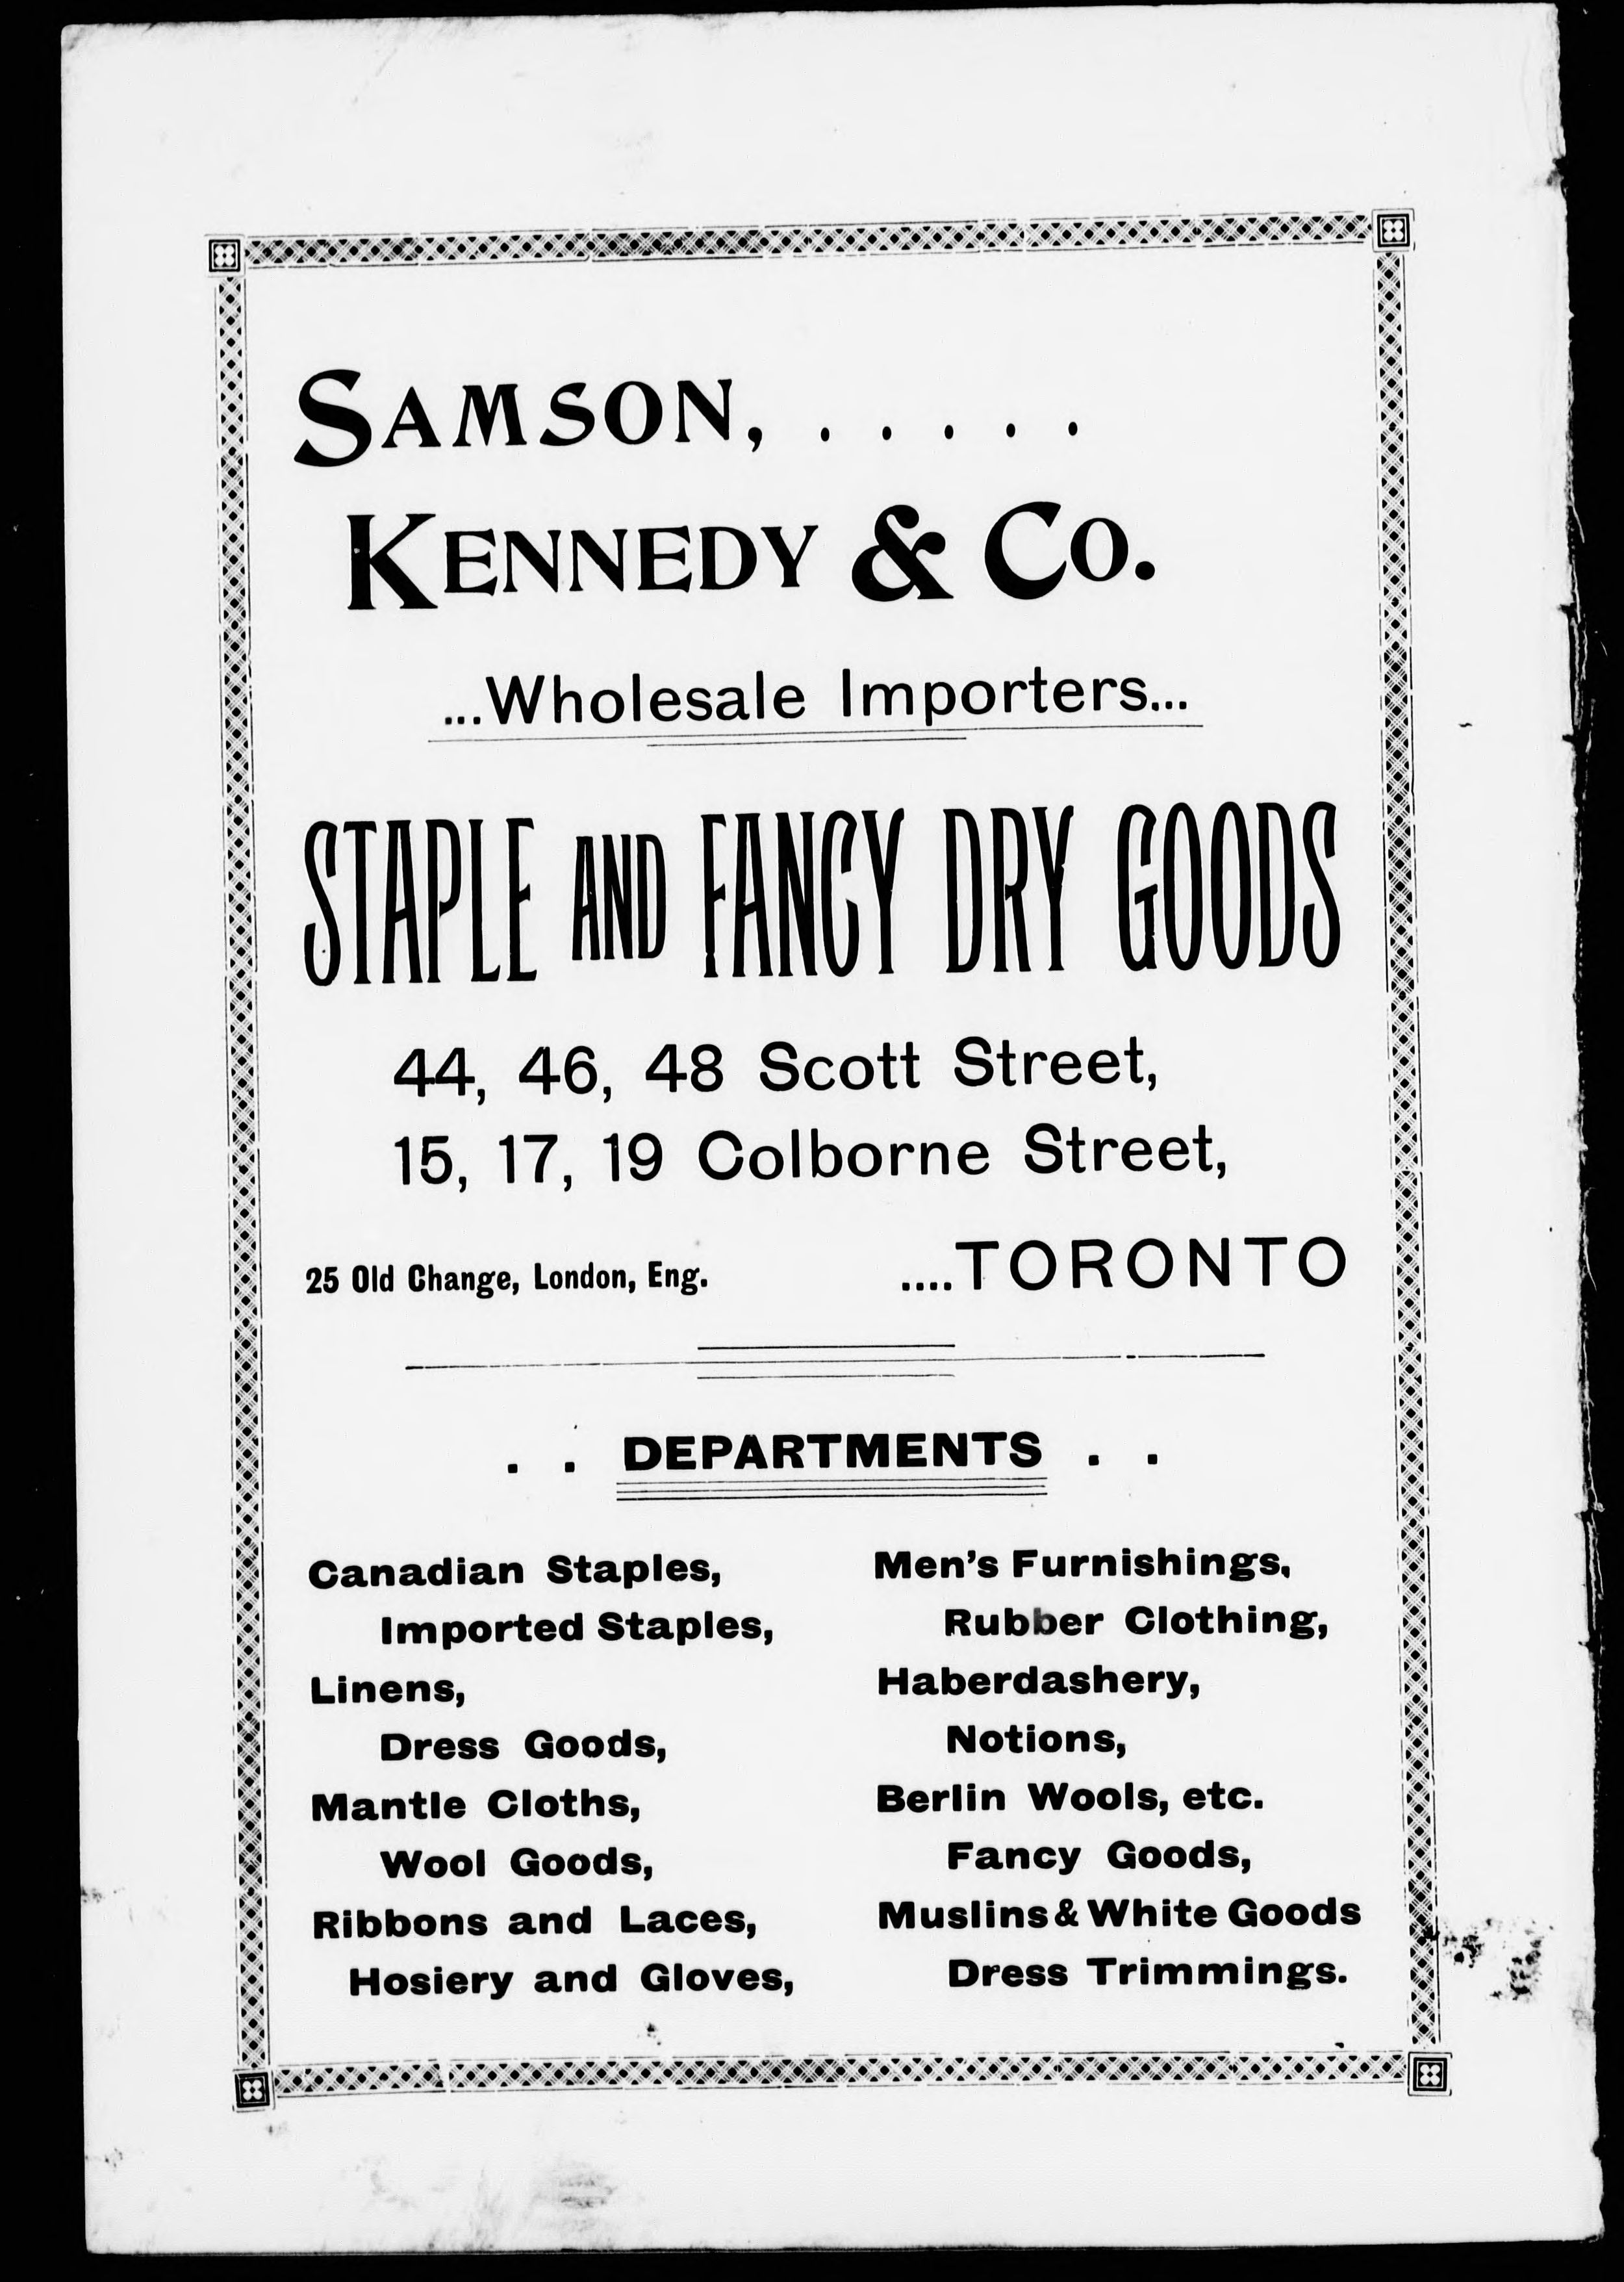 SAMSON, . . . . .
KENNEDY & CO.
...Wholesale Importers...
STAPLE AND FANCY DRY GOODS
44, 46, 48 Scott Street,
15, 17, 19 Colborne Street,
25 Old Change, London, Eng. ....TORONTO
. . DEPARTMENTS . .
Canadian Staples,
Imported Staples,
Linens,
Dress Goods,
Mantle Cloths,
Wool Goods,
Ribbons and Laces,
Hosiery and Gloves,
Men's Furnishings,
Rubber Clothing,
Haberdashery,
Notions,
Berlin Wools, etc.
Fancy Goods,
Muslins & White Goods
Dress Trimmings.